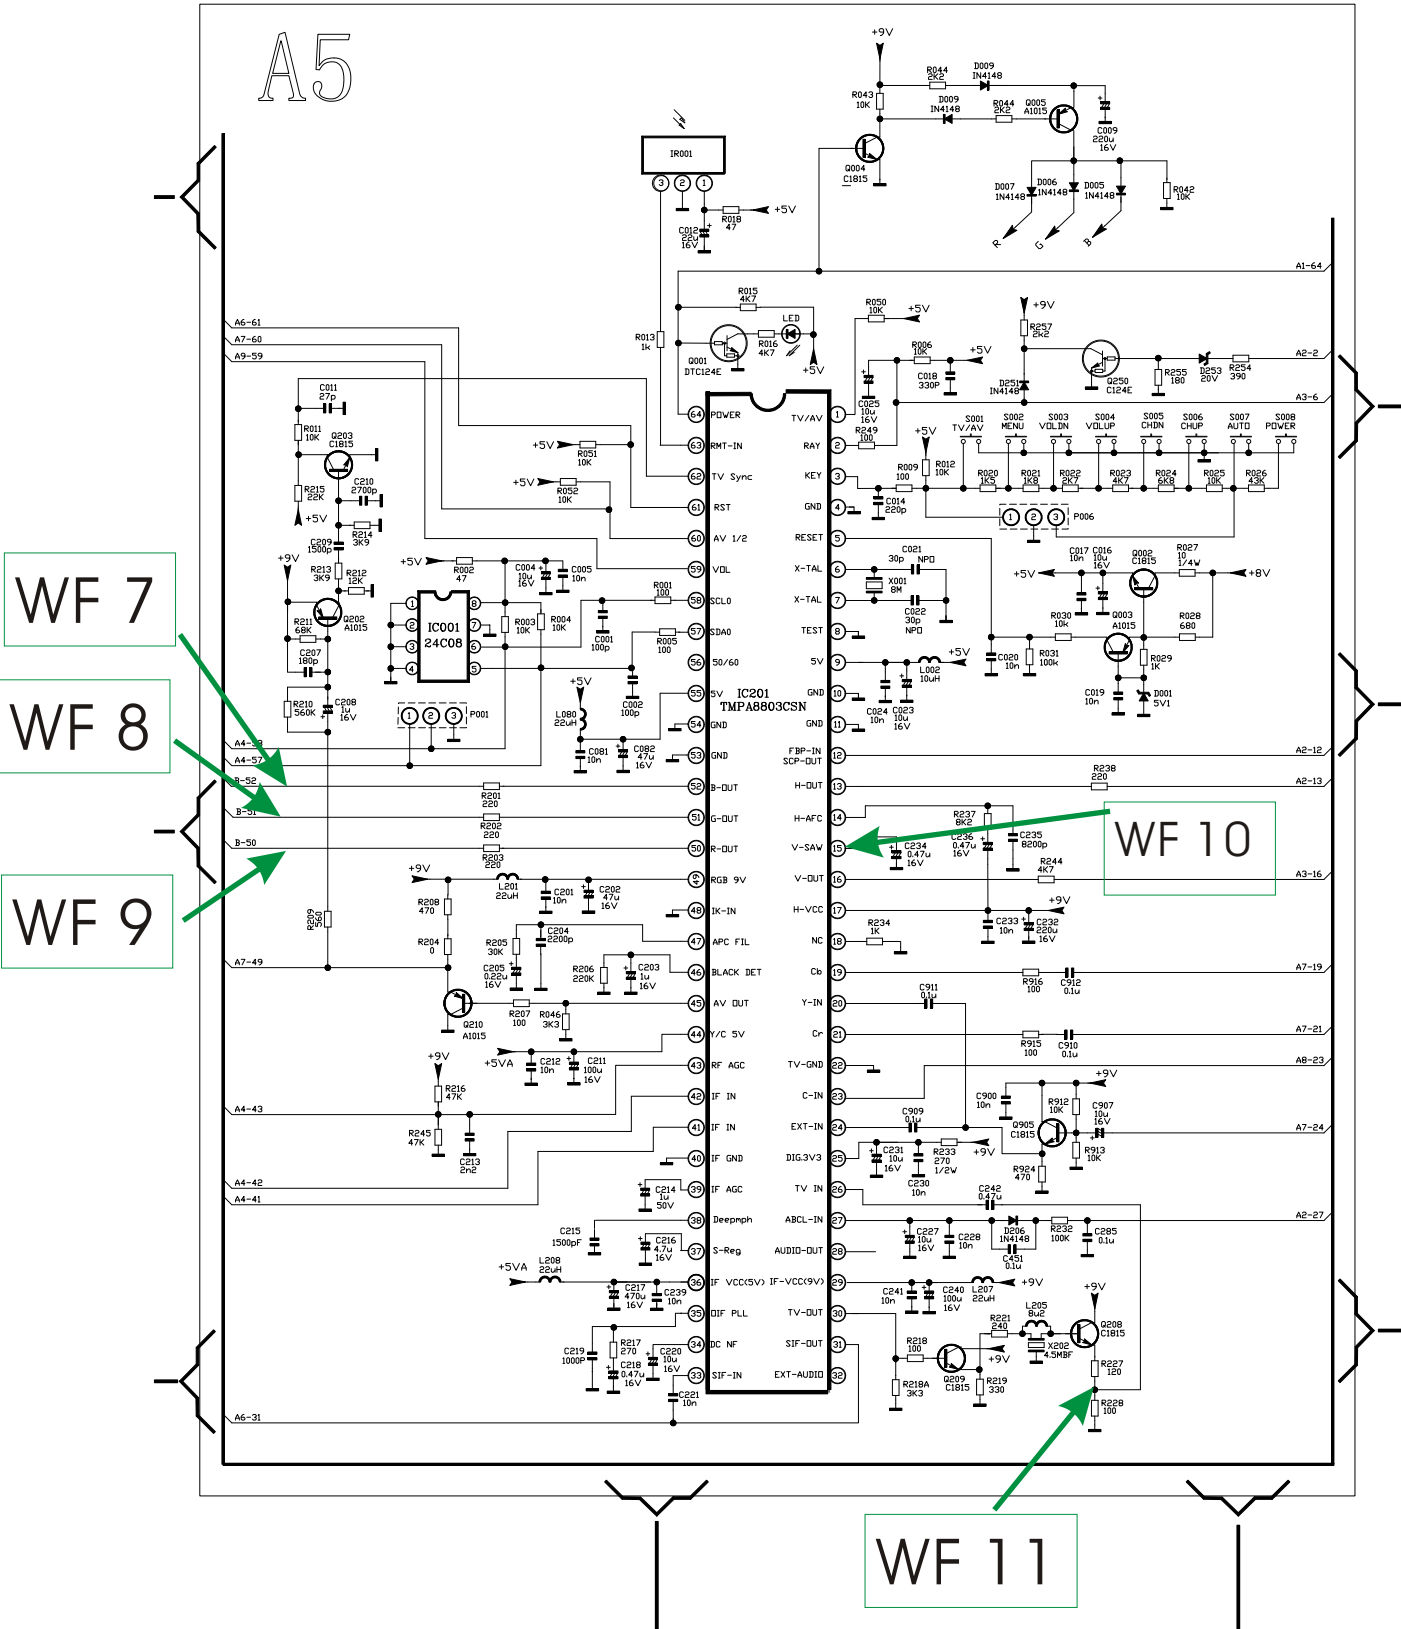 A5
+9V
R043
10K
R044
2K2
D009
IN4148
D009
IN4148
R044
2K2
Q005
A1015
C009
220u
16V
Q004
C1815
D007
1N4148
D006
1N4148
D005
1N4148
R042
10K
R
G
B
IR001
3 2 1
R018
47
+5V
C012
22u
16V
A1-64
A6-61
A7-60
A9-59
R015
4K7
R013
1k
Q001
DTC124E
R016
4K7
LED
+5V
R050
10K
+5V
R006
10K
+5V
C018
330P
C025
10u
16V
R249
100
+9V
R257
2k2
D251
IN4148
Q250
C124E
R255
180
D253
20V
R254
390
A2-2
A3-6
C011
27p
R011
10K
Q203
C1815
R215
22K
+5V
C210
2700p
R214
3K9
C209
1500p
R213
3K9
R212
12K
+9V
Q202
A1015
R211
68K
C207
180p
R210
560K
C208
1u
16V
+5V
R051
10K
+5V
R052
10K
+5V
R002
47
C004
10u
16V
C005
10n
IC001
24C08
1 2 3 4
8 7 6 5
R003
10K
R004
10K
C001
100p
R001
100
R005
100
C002
100p
P001
1 2 3
+5V
L080
22uH
C081
10n
C082
47u
16V
S001
TV/AV
S002
MENU
S003
VOLDN
S004
VOLUP
S005
CHDN
S006
CHUP
S007
AUTO
S008
POWER
+5V
R009
100
R012
10K
R020
1K5
R021
1K8
R022
2K7
R023
4K7
R024
6K8
R025
10K
R026
43K
C014
220p
P006
1 2 3
C021
30p NPO
X001
8M
C022
30p
NPO
L002
10uH
+5V
C024
10n
C023
10u
16V
C017
10n
C016
10u
16V
Q002
C1815
R027
10
1/4W
+5V
+8V
R030
10k
Q003
A1015
R028
680
C020
10n
R031
100k
R029
1K
C019
10n
D001
5V1
IC201
TMPA8803CSN
64 POWER
63 RMT-IN
62 TV Sync
61 RST
60 AV 1/2
59 VOL
58 SCL0
57 SDA0
56 50/60
55 5V
54 GND
53 GND
52 B-OUT
51 G-OUT
50 R-OUT
49 RGB 9V
48 IK-IN
47 APC FIL
46 BLACK DET
45 AV OUT
44 Y/C 5V
43 RF AGC
42 IF IN
41 IF IN
40 IF GND
39 IF AGC
38 Deepmph
37 S-Reg
36 IF VCC(5V)
35 OIF PLL
34 DC NF
33 SIF-IN
TV/AV 1
RAY 2
KEY 3
GND 4
RESET 5
X-TAL 6
X-TAL 7
TEST 8
5V 9
GND 10
GND 11
FBP-IN
SCP-OUT 12
H-OUT 13
H-AFC 14
V-SAW 15
V-OUT 16
H-VCC 17
NC 18
Cb 19
Y-IN 20
Cr 21
TV-GND 22
C-IN 23
EXT-IN 24
DIG.3V3 25
TV IN 26
ABCL-IN 27
AUDIO-OUT 28
IF-VCC(9V) 29
TV-OUT 30
SIF-OUT 31
EXT-AUDIO 32
WF 7
WF 8
WF 9
WF 10
WF 11
A4-57
B-52
B-50
R201
220
R202
220
R203
220
A2-12
R238
220
A2-13
R237
8K2
C236
0.47u
16V
C235
8200p
C234
0.47u
16V
R244
4K7
A3-16
+9V
C233
10n
C232
220u
16V
R234
1K
+9V
L201
22uH
C201
10n
C202
47u
16V
R208
470
R204
0
R209
560
R205
30K
C204
2200p
C205
0.22u
16V
R206
220K
C203
1u
16V
A7-49
Q210
A1015
R207
100
R046
3K3
+5VA
C212
10n
C211
100u
16V
+9V
R216
47K
A4-43
R245
47K
C213
2n2
A4-42
A4-41
C214
1u
50V
C215
1500pF
C216
4.7u
16V
+5VA
L208
22uH
C217
470u
16V
C239
10n
R217
270
C219
1000P
C218
0.47u
16V
C220
10u
16V
C221
10n
A6-31
R916
100
C912
0.1u
A7-19
C911
0.1u
R915
100
C910
0.1u
A7-21
A8-23
+9V
C900
10n
R912
10K
C907
10u
16V
Q905
C1815
A7-24
R913
10K
R924
470
C909
0.1u
C231
10u
16V
R233
270
1/2W
+9V
C230
10n
C242
0.47u
A2-27
C227
10u
16V
C228
10n
D206
1N4148
R232
100K
C285
0.1u
C451
0.1u
C241
10n
C240
100u
16V
L207
22uH
+9V
+9V
L205
8u2
R221
240
X202
4.5MBF
Q208
C1815
R218
100
Q209
C1815
+9V
R218A
3K3
R219
330
R227
120
R228
100